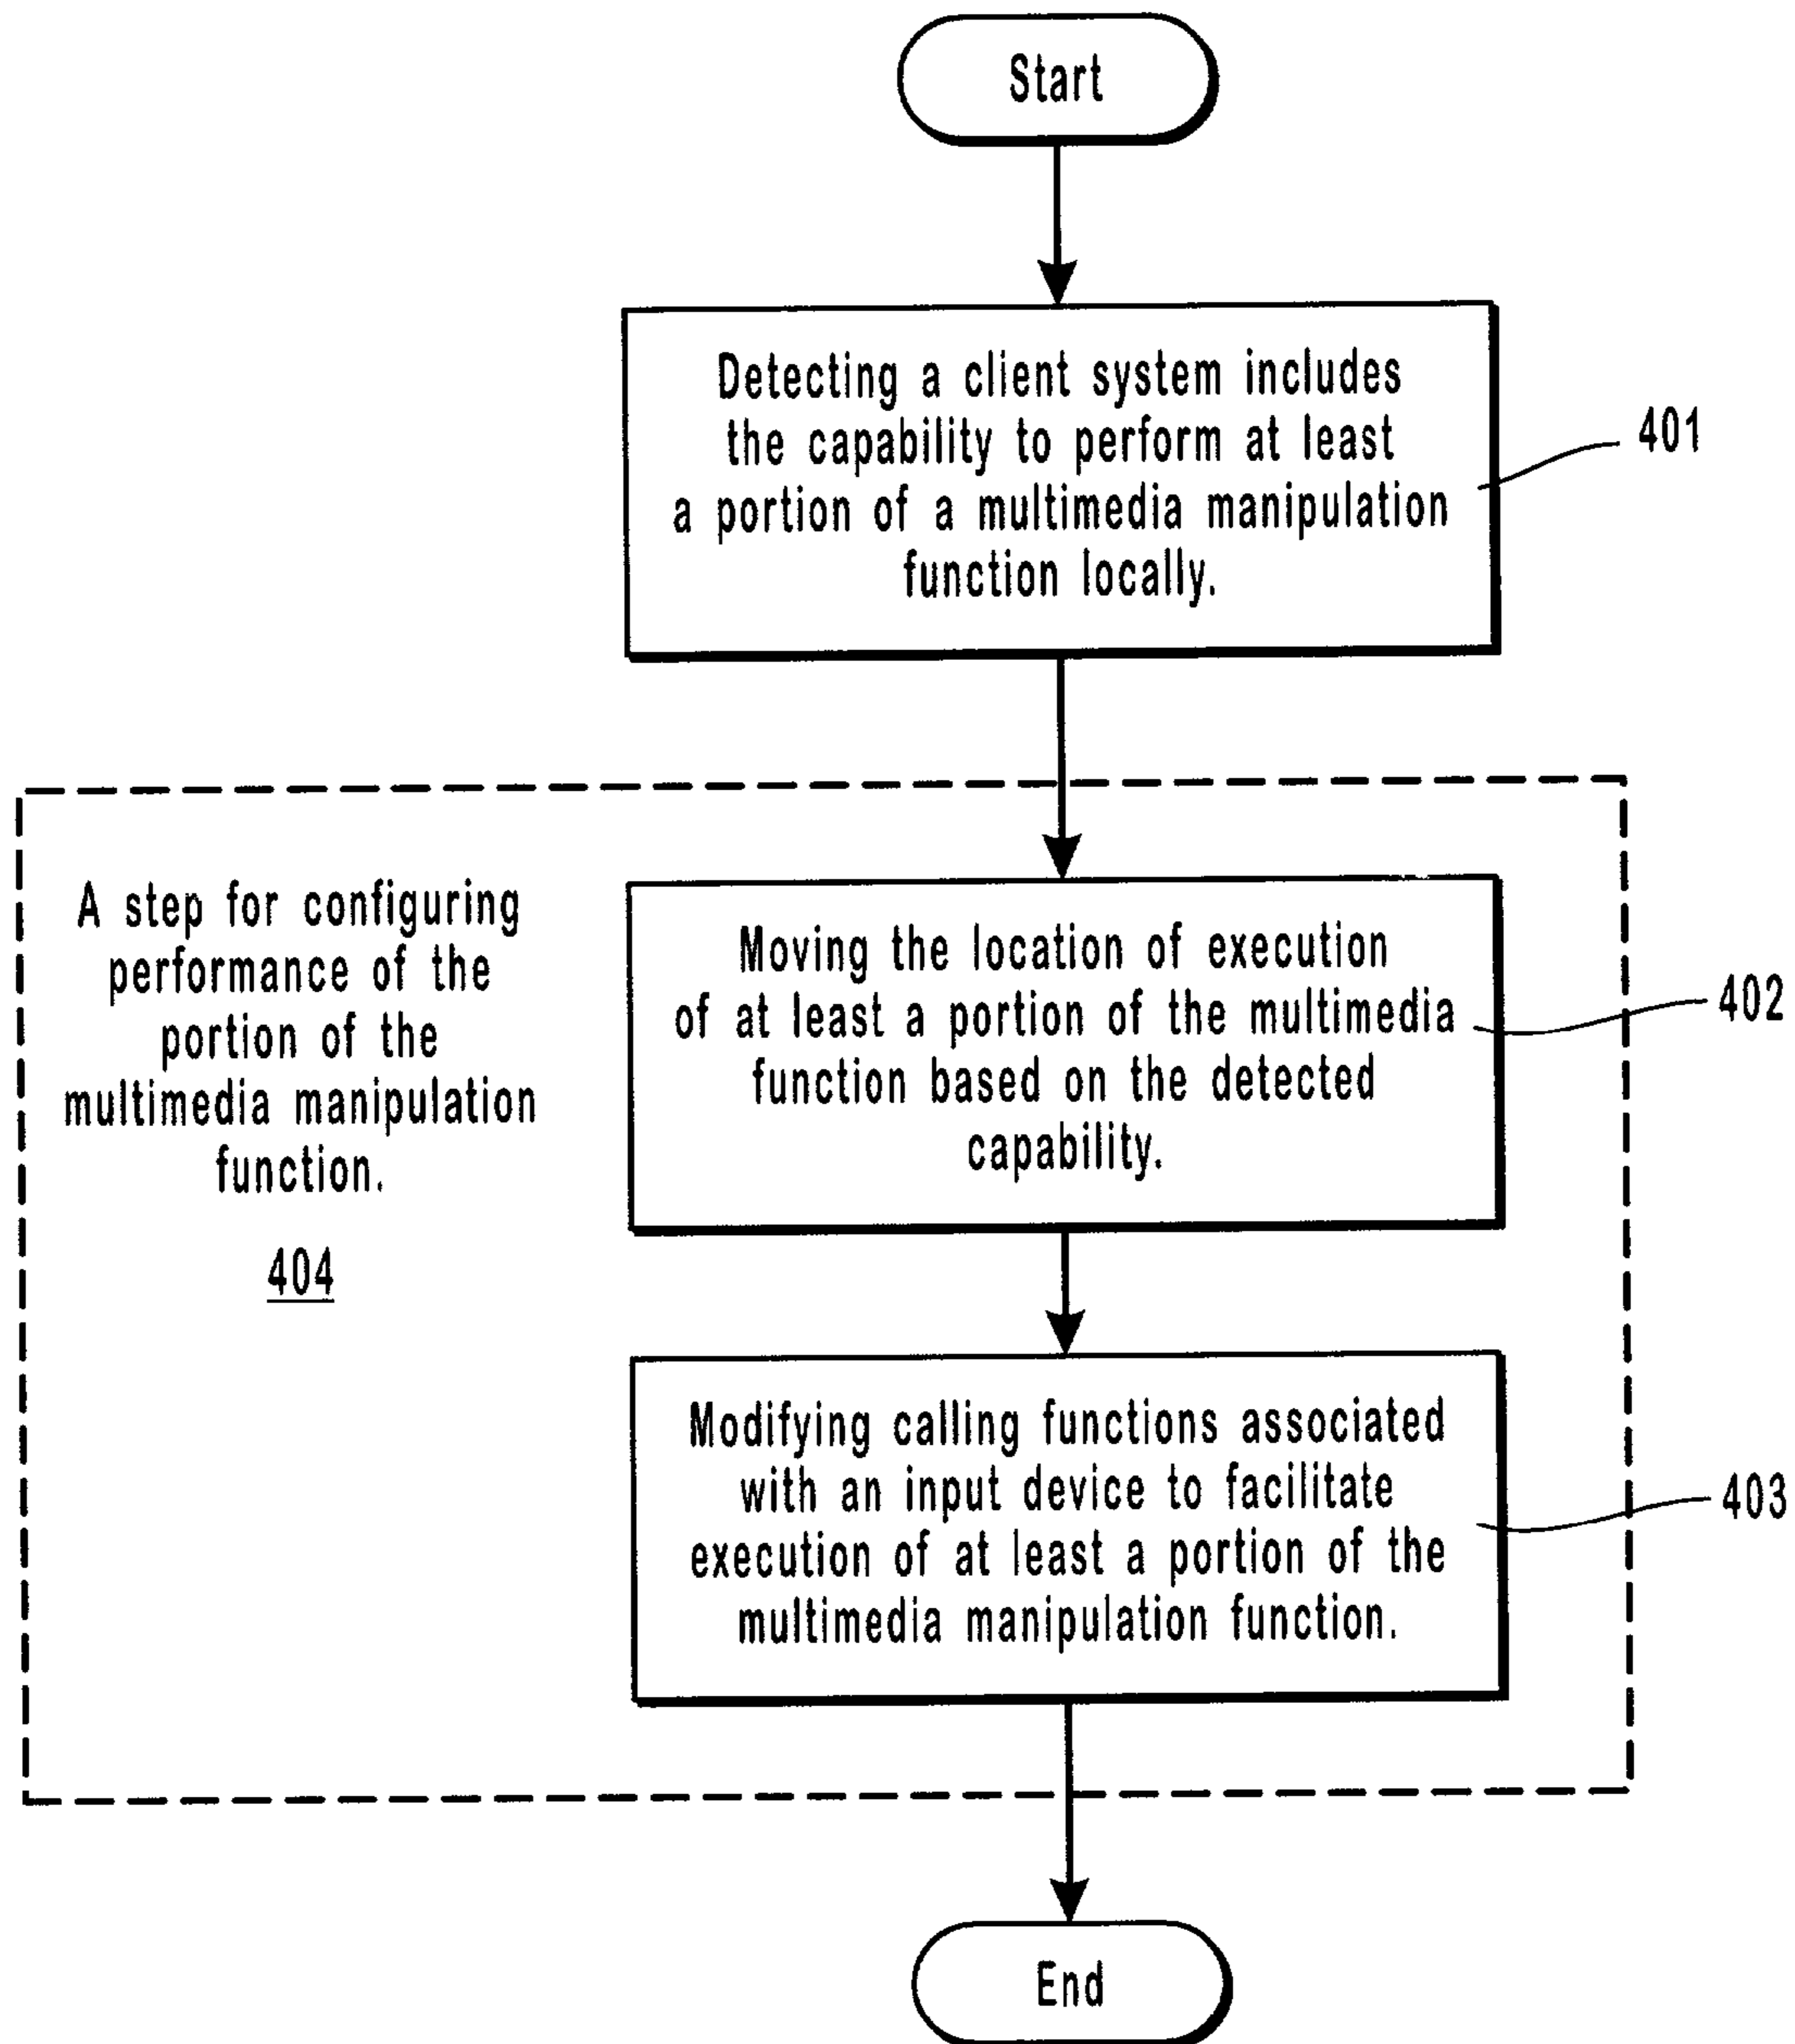 Start
Detecting a client system includes
the capability to perform at least
a portion of a multimedia manipulation
function locally.
401
A step for configuring
performance of the
portion of the
multimedia manipulation
function.
404
Moving the location of execution
of at least a portion of the multimedia
function based on the detected
capability.
402
Modifying calling functions associated
with an input device to facilitate
execution of at least a portion of the
multimedia manipulation function.
403
End